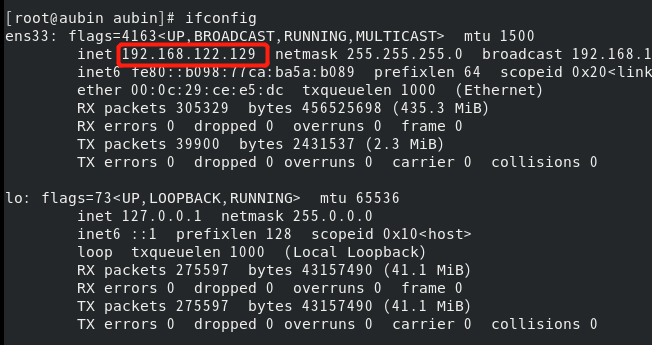 [root@aubin aubin]# ifconfig
ens33: flags=4163<UP,BROADCAST,RUNNING,MULTICAST>  mtu 1500
        inet 192.168.122.129  netmask 255.255.255.0  broadcast 192.168.1
        inet6 fe80::b098:77ca:ba5a:b089  prefixlen 64  scopeid 0x20<link
        ether 00:0c:29:ce:e5:dc  txqueuelen 1000  (Ethernet)
        RX packets 305329  bytes 456525698 (435.3 MiB)
        RX errors 0  dropped 0  overruns 0  frame 0
        TX packets 39900  bytes 2431537 (2.3 MiB)
        TX errors 0  dropped 0 overruns 0  carrier 0  collisions 0

lo: flags=73<UP,LOOPBACK,RUNNING>  mtu 65536
        inet 127.0.0.1  netmask 255.0.0.0
        inet6 ::1  prefixlen 128  scopeid 0x10<host>
        loop  txqueuelen 1000  (Local Loopback)
        RX packets 275597  bytes 43157490 (41.1 MiB)
        RX errors 0  dropped 0  overruns 0  frame 0
        TX packets 275597  bytes 43157490 (41.1 MiB)
        TX errors 0  dropped 0 overruns 0  carrier 0  collisions 0